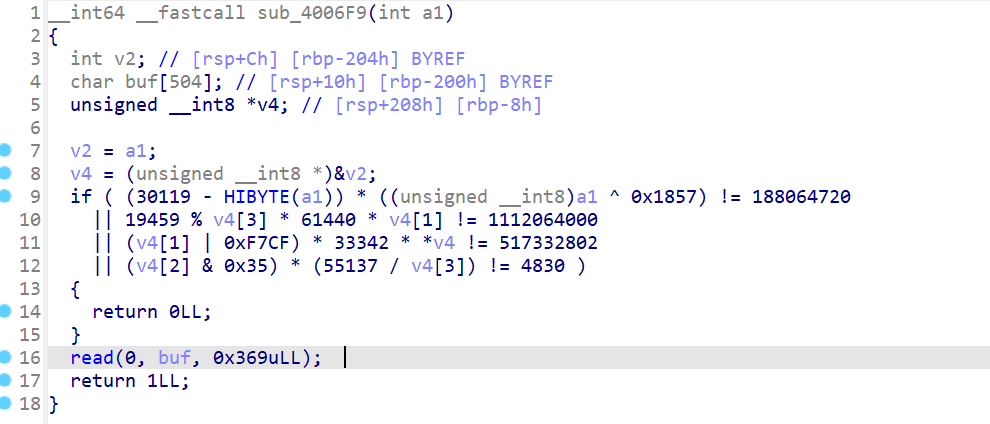 1 __int64 __fastcall sub_4006F9(int a1)
2 {
3 int v2; // [rsp+Ch] [rbp-204h] BYREF
4 char buf[504]; // [rsp+10h] [rbp-200h] BYREF
5 unsigned __int8 *v4; // [rsp+208h] [rbp-8h]
6
7 v2 = a1;
8 v4 = (unsigned __int8 *)&v2;
9 if ( (30119 - HIBYTE(a1)) * ((unsigned __int8)a1 ^ 0x1857) != 188064720
10 || 19459 % v4[3] * 61440 * v4[1] != 1112064000
11 || (v4[1] | 0xF7CF) * 33342 * *v4 != 517332802
12 || (v4[2] & 0x35) * (55137 / v4[3]) != 4830 )
13 {
14 return 0LL;
15 }
16 read(0, buf, 0x369uLL);
17 return 1LL;
18 }